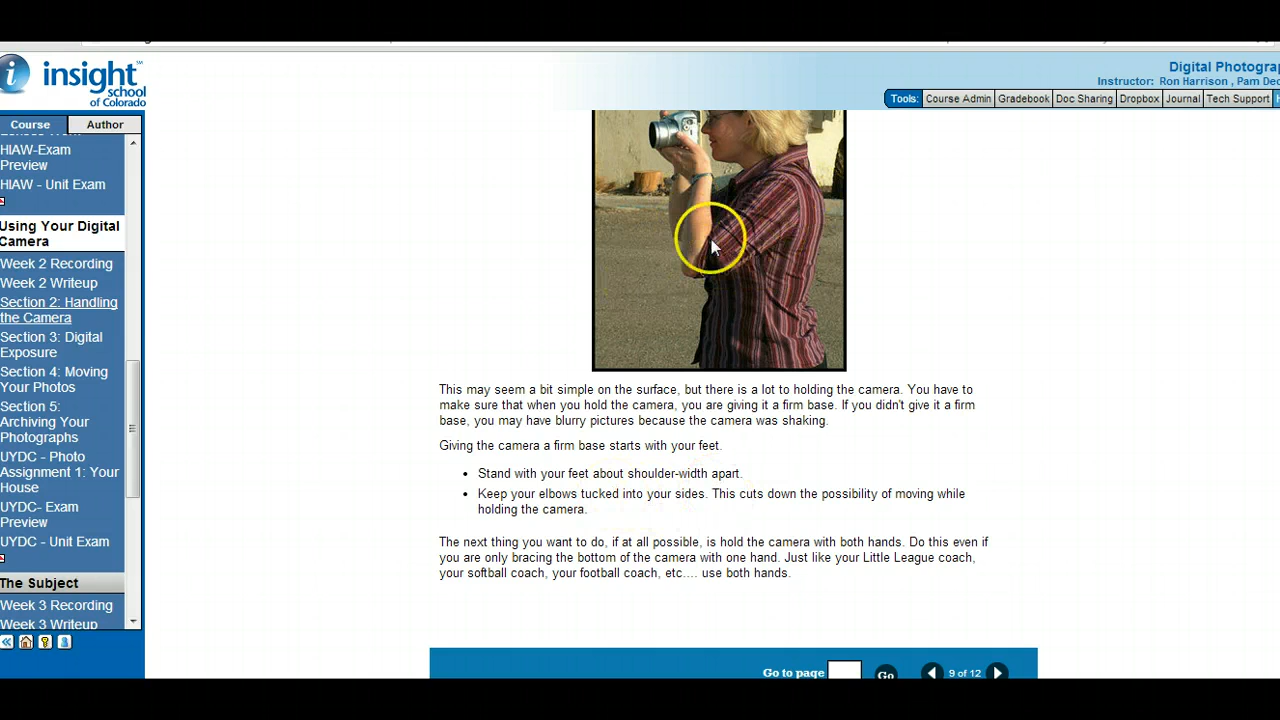 insight
school
of Colorado
Digital Photograp
Instructor: Ron Harrison , Pam Dec
Tools: Course Admin Gradebook Doc Sharing Dropbox Journal Tech Support
Course Author
HIAW-Exam
Preview
HIAW - Unit Exam
Using Your Digital
Camera
Week 2 Recording
Week 2 Writeup
Section 2: Handling
the Camera
Section 3: Digital
Exposure
Section 4: Moving
Your Photos
Section 5:
Archiving Your
Photographs
UYDC - Photo
Assignment 1: Your
House
UYDC- Exam
Preview
UYDC - Unit Exam
The Subject
Week 3 Recording
Week 3 Writeup
This may seem a bit simple on the surface, but there is a lot to holding the camera. You have to
make sure that when you hold the camera, you are giving it a firm base. If you didn't give it a firm
base, you may have blurry pictures because the camera was shaking.
Giving the camera a firm base starts with your feet.
• Stand with your feet about shoulder-width apart.
• Keep your elbows tucked into your sides. This cuts down the possibility of moving while
holding the camera.
The next thing you want to do, if at all possible, is hold the camera with both hands. Do this even if
you are only bracing the bottom of the camera with one hand. Just like your Little League coach,
your softball coach, your football coach, etc.... use both hands.
Go to page Go 9 of 12